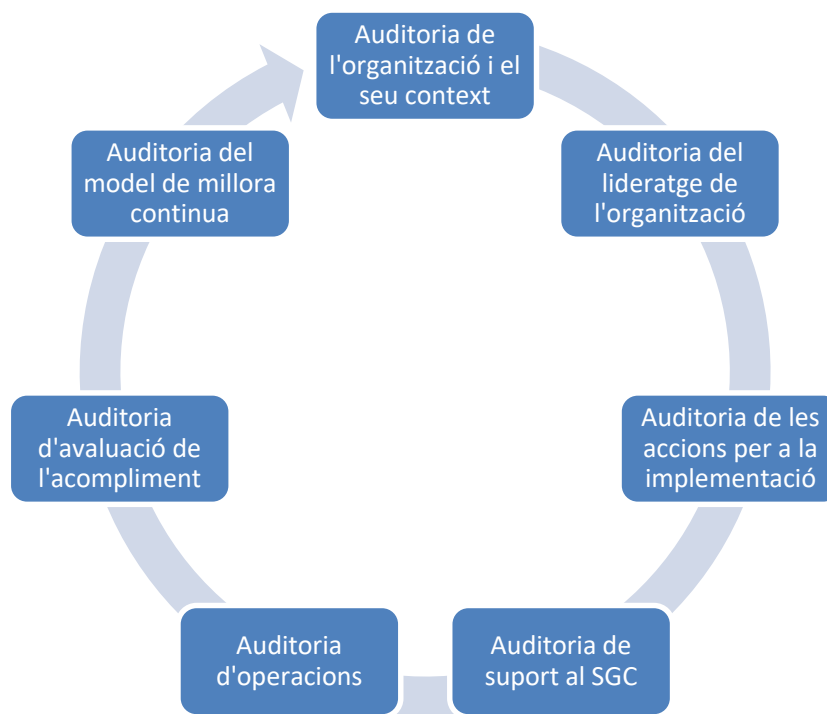 Auditoria de
l'organització i el
seu context
Auditoria del
lideratge de
l'organització
Auditoria de les
accions per a la
implementació
Auditoria de
suport al SGC
Auditoria
d'operacions
Auditoria
d'avaluació de
l'acompliment
Auditoria del
model de millora
continua